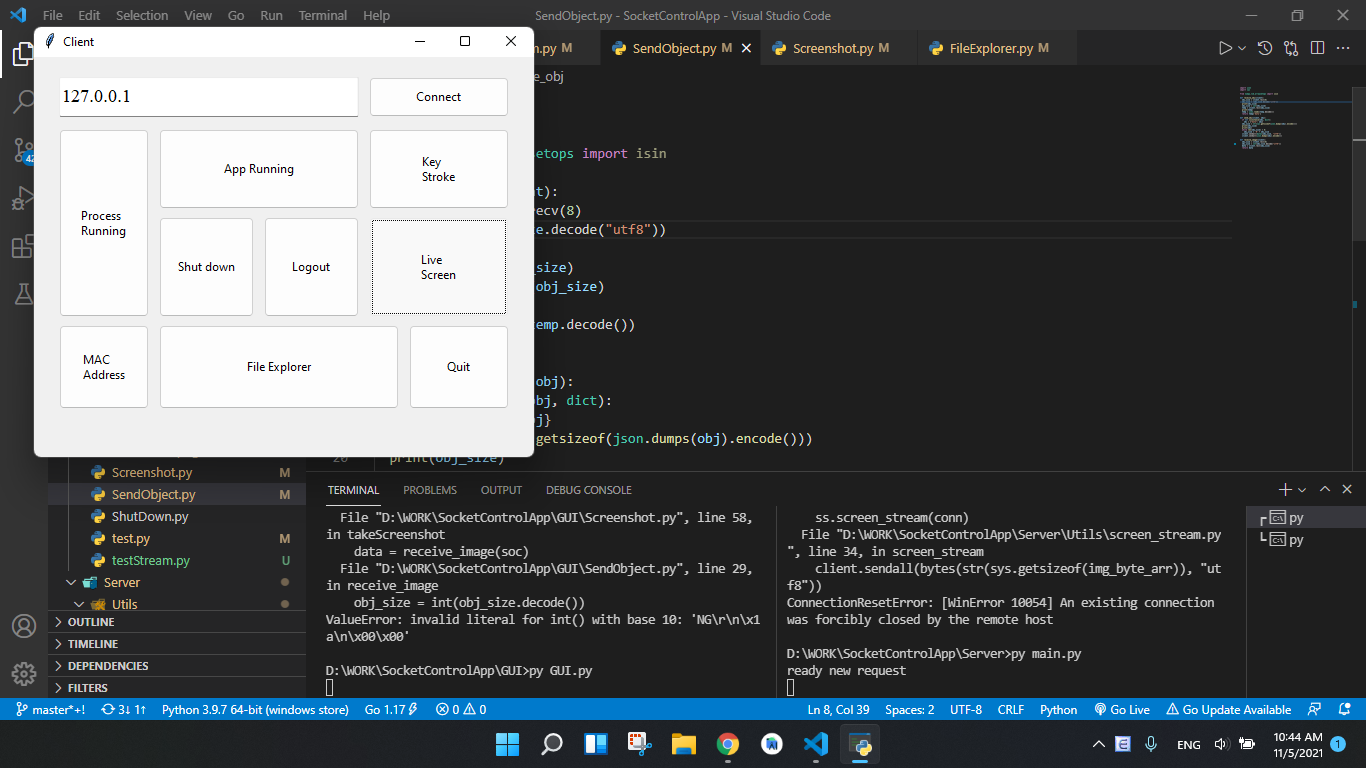 File Edit Selection View Go Run Terminal Help
SendObject.py - SocketControlApp - Visual Studio Code
Client
n.py M
SendObject.py M
Screenshot.py M
FileExplorer.py M
e_obj
127.0.0.1
Connect
Process
Running
App Running
Key
Stroke
Shut down
Logout
Live
Screen
MAC
Address
File Explorer
Quit
etops import isin
t):
ecv(8)
e.decode("utf8"))
_size)
obj_size)
emp.decode())
obj):
bj, dict):
bj}
getsizeof(json.dumps(obj).encode()))
20 print(obj_size)
Screenshot.py M
SendObject.py M
ShutDown.py
test.py M
testStream.py U
Server
Utils
OUTLINE
TIMELINE
DEPENDENCIES
FILTERS
TERMINAL PROBLEMS OUTPUT DEBUG CONSOLE
File "D:\WORK\SocketControlApp\GUI\Screenshot.py", line 58,
in takeScreenshot
data = receive_image(soc)
File "D:\WORK\SocketControlApp\GUI\SendObject.py", line 29,
in receive_image
obj_size = int(obj_size.decode())
ValueError: invalid literal for int() with base 10: 'NG\r\n\x1
a\n\x00\x00'
D:\WORK\SocketControlApp\GUI>py GUI.py
ss.screen_stream(conn)
File "D:\WORK\SocketControlApp\Server\Utils\screen_stream.py
", line 34, in screen_stream
client.sendall(bytes(str(sys.getsizeof(img_byte_arr)), "ut
f8"))
ConnectionResetError: [WinError 10054] An existing connection
was forcibly closed by the remote host
D:\WORK\SocketControlApp\Server>py main.py
ready new request
py
py
master*+! 3↓ 1↑ Python 3.9.7 64-bit (windows store) Go 1.17 0 0
Ln 8, Col 39 Spaces: 2 UTF-8 CRLF Python Go Live Go Update Available
ENG
10:44 AM
11/5/2021
1